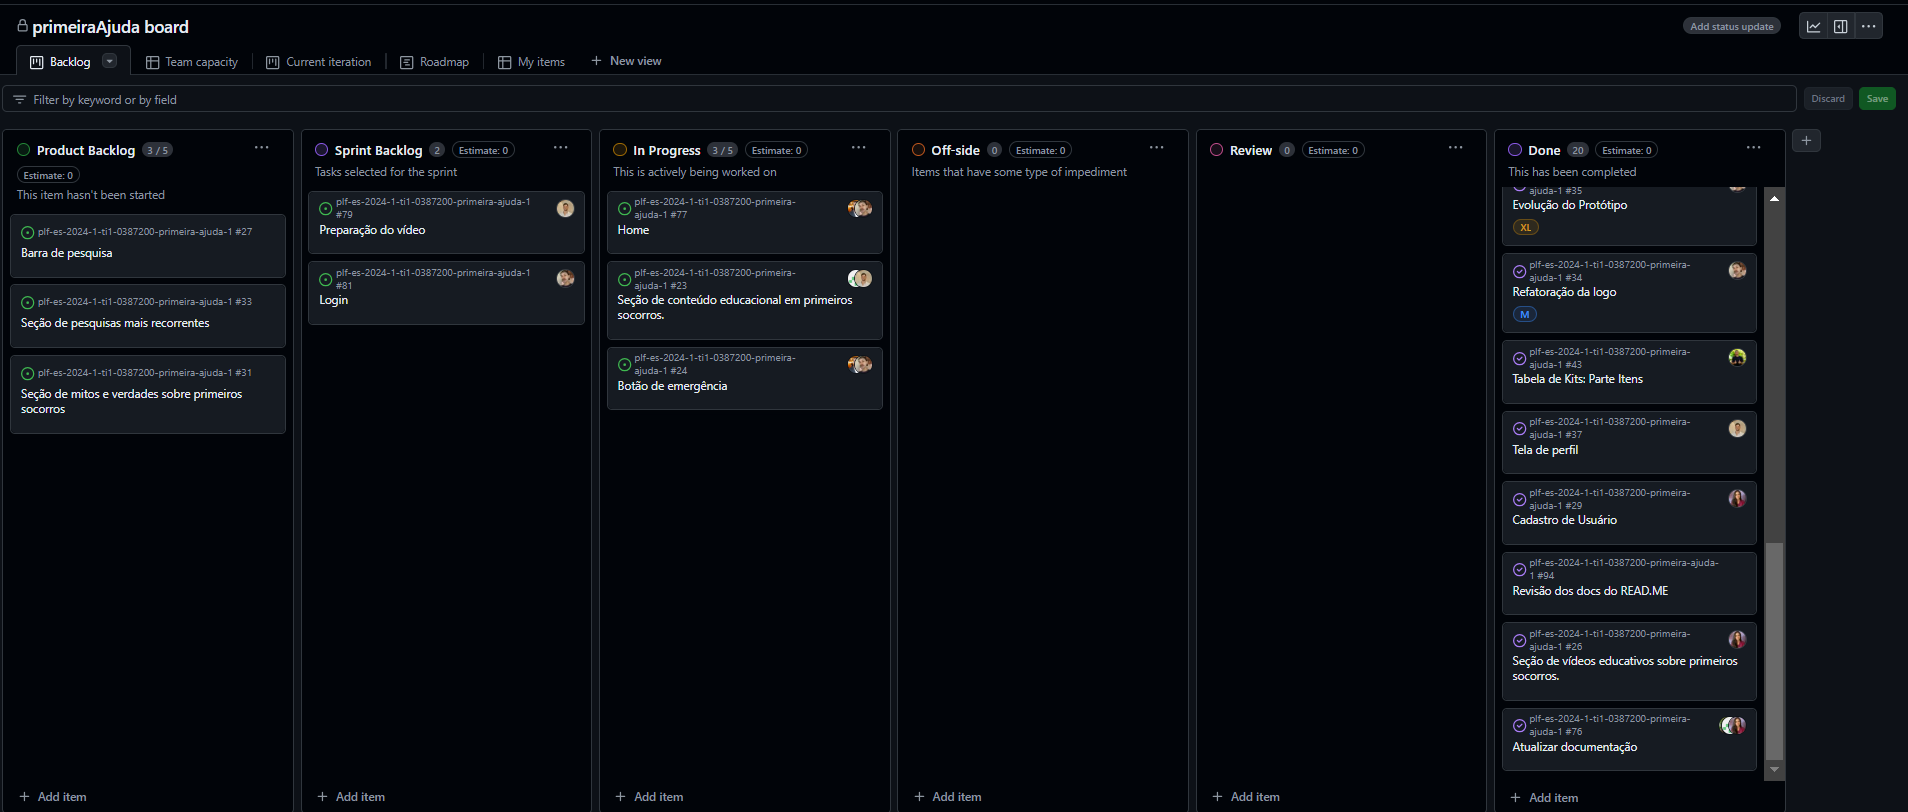 primeiraAjuda board
Add status update
Backlog
Team capacity
Current iteration
Roadmap
My items
New view
Filter by keyword or by field
Discard
Save
Product Backlog 3 / 5
Estimate: 0
This item hasn't been started
plf-es-2024-1-ti1-0387200-primeira-ajuda-1 #27
Barra de pesquisa
plf-es-2024-1-ti1-0387200-primeira-ajuda-1 #33
Seção de pesquisas mais recorrentes
plf-es-2024-1-ti1-0387200-primeira-ajuda-1 #31
Seção de mitos e verdades sobre primeiros
socorros
Add item
Sprint Backlog 2 Estimate: 0
Tasks selected for the sprint
plf-es-2024-1-ti1-0387200-primeira-ajuda-1
#79
Preparação do vídeo
plf-es-2024-1-ti1-0387200-primeira-ajuda-1
#81
Login
Add item
In Progress 3 / 5 Estimate: 0
This is actively being worked on
plf-es-2024-1-ti1-0387200-primeira-
ajuda-1 #77
Home
plf-es-2024-1-ti1-0387200-primeira-
ajuda-1 #23
Seção de conteúdo educacional em primeiros
socorros.
plf-es-2024-1-ti1-0387200-primeira-
ajuda-1 #24
Botão de emergência
Add item
Off-side 0 Estimate: 0
Items that have some type of impediment
Add item
Review 0 Estimate: 0
Add item
Done 20 Estimate: 0
This has been completed
ajuda-1 #35
Evolução do Protótipo
XL
plf-es-2024-1-ti1-0387200-primeira-
ajuda-1 #34
Refatoração da logo
M
plf-es-2024-1-ti1-0387200-primeira-
ajuda-1 #43
Tabela de Kits: Parte Itens
plf-es-2024-1-ti1-0387200-primeira-
ajuda-1 #37
Tela de perfil
plf-es-2024-1-ti1-0387200-primeira-
ajuda-1 #29
Cadastro de Usuário
plf-es-2024-1-ti1-0387200-primeira-ajuda-
1 #94
Revisão dos docs do READ.ME
plf-es-2024-1-ti1-0387200-primeira-
ajuda-1 #26
Seção de vídeos educativos sobre primeiros
socorros.
plf-es-2024-1-ti1-0387200-primeira-
ajuda-1 #76
Atualizar documentação
Add item